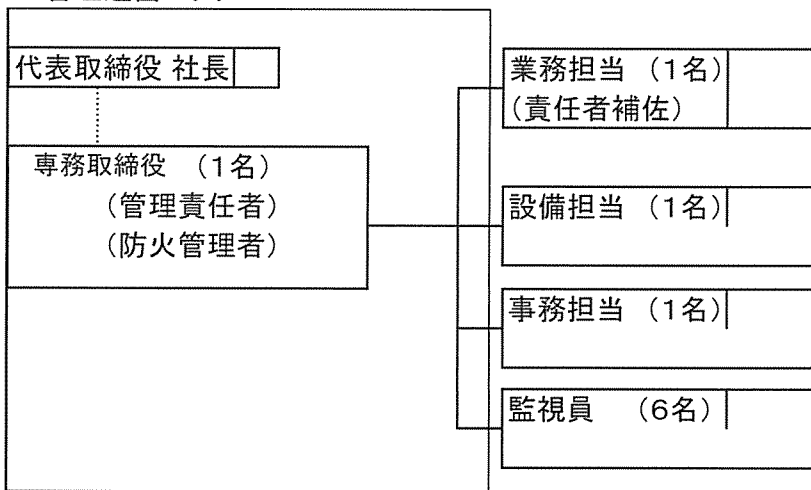 代表取締役 社長
専務取締役 （1名）
（管理責任者）
（防火管理者）
業務担当 （1名）
（責任者補佐）
設備担当 （1名）
事務担当 （1名）
監視員 （6名）